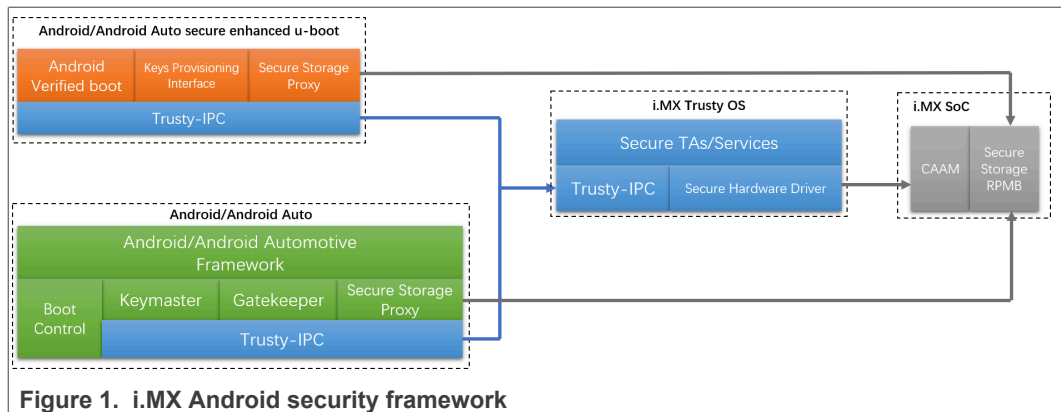 Android/Android Auto secure enhanced u-boot
Android
Verified boot
Keys Provisioning
Interface
Secure Storage
Proxy
Trusty-IPC
i.MX Trusty OS
Secure TAs/Services
Trusty-IPC
Secure Hardware Driver
i.MX SoC
CAAM
Secure
Storage
RPMB
Android/Android Auto
Android/Android Automotive
Framework
Boot
Control
Keymaster
Gatekeeper
Secure Storage
Proxy
Trusty-IPC
Figure 1. i.MX Android security framework